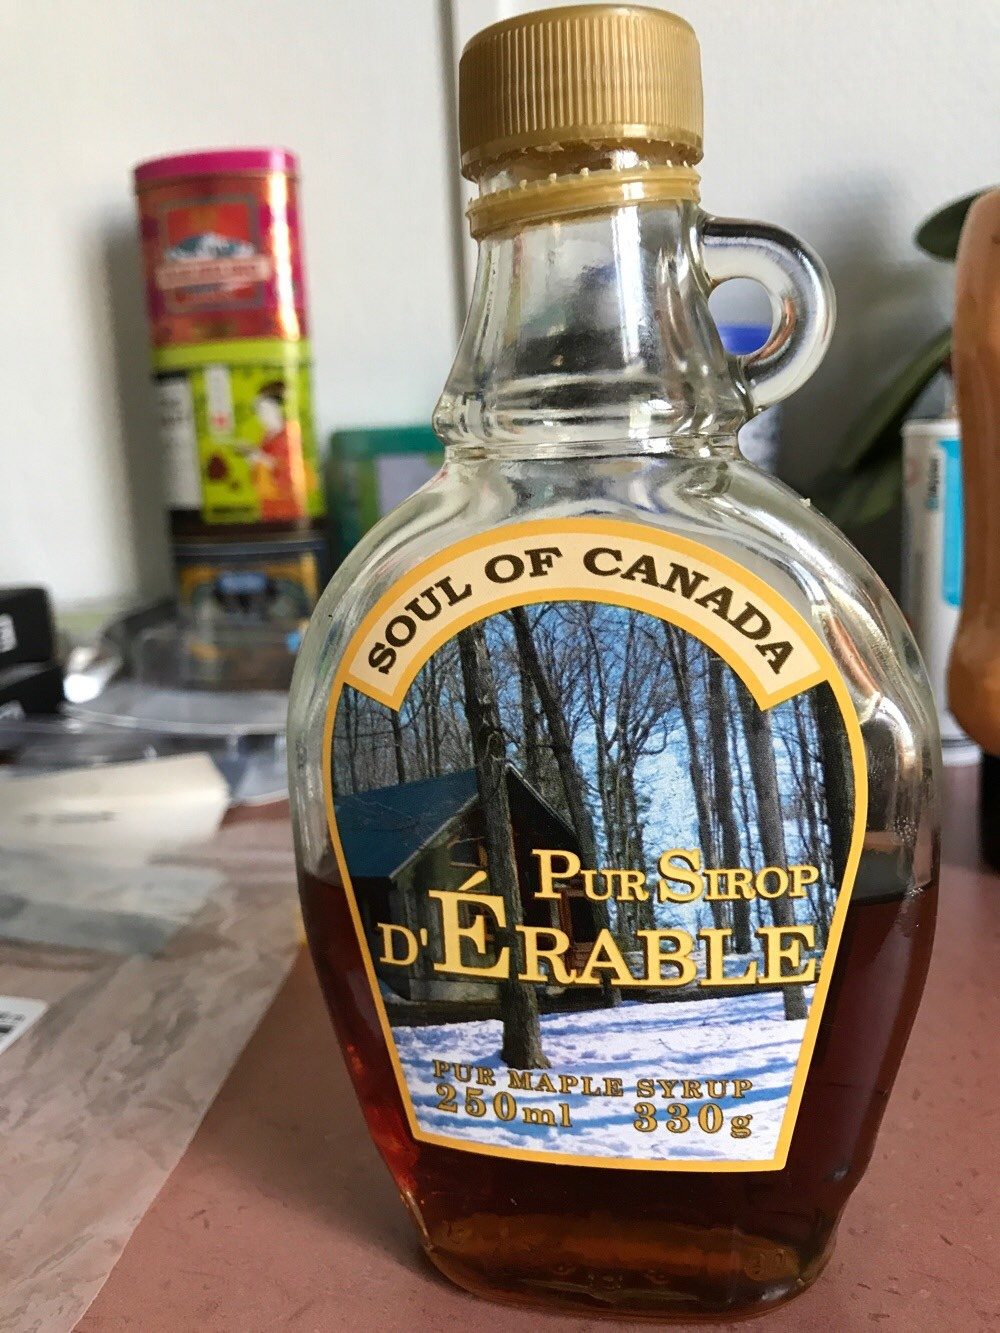 SOUL OF CANADA
PUR SIROP
D'ÉRABLE
PUR MAPLE SYRUP
250ml 330g